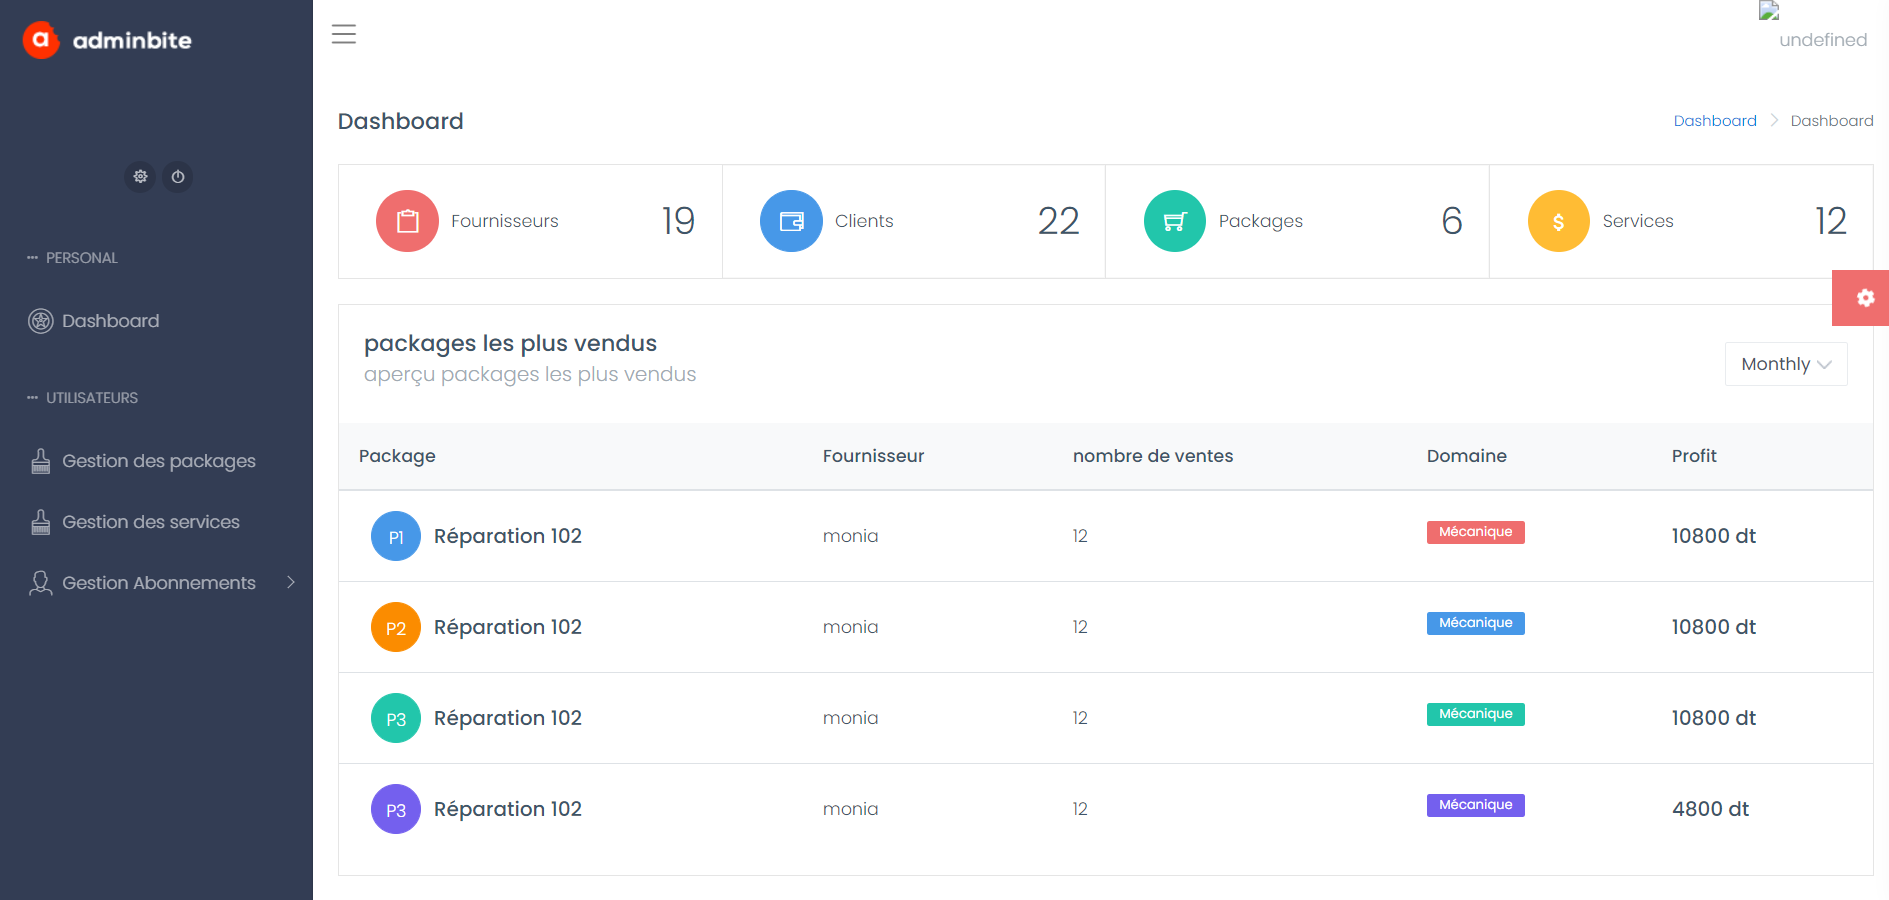 adminbite
undefined
Dashboard
Dashboard > Dashboard
Fournisseurs 19
Clients 22
Packages 6
$ Services 12
--- PERSONAL
Dashboard
--- UTILISATEURS
Gestion des packages
Gestion des services
Gestion Abonnements
packages les plus vendus
aperçu packages les plus vendus
Monthly
Package Fournisseur nombre de ventes Domaine Profit
P1 Réparation 102 monia 12 Mécanique 10800 dt
P2 Réparation 102 monia 12 Mécanique 10800 dt
P3 Réparation 102 monia 12 Mécanique 10800 dt
P3 Réparation 102 monia 12 Mécanique 4800 dt